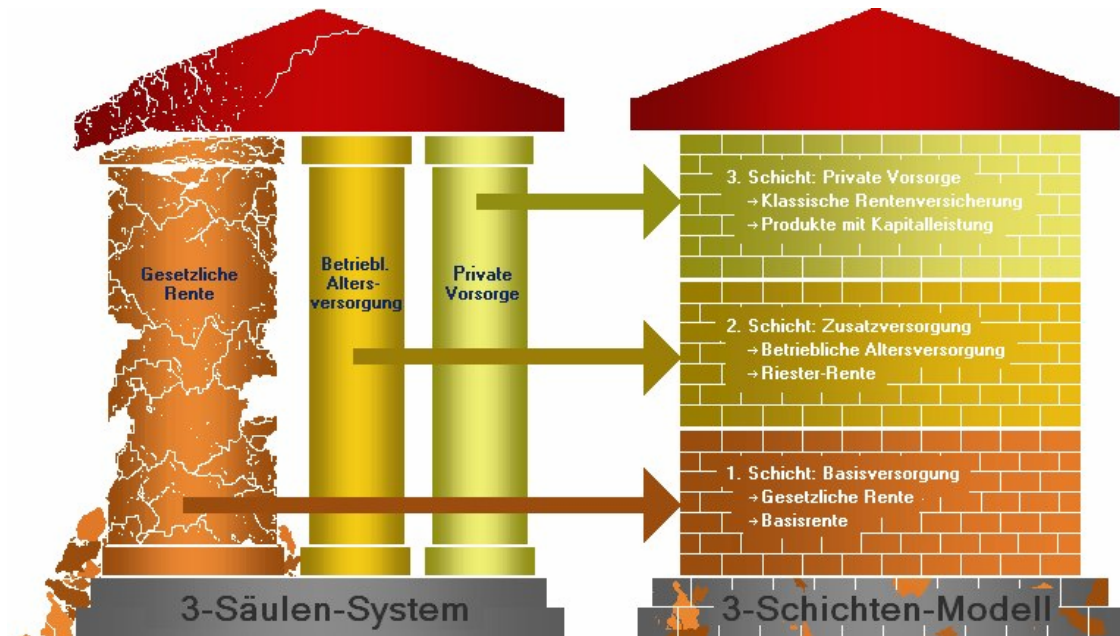 Gesetzliche
Rente
Betriebl.
Alters-
versorgung
Private
Vorsorge
3-Säulen-System
3. Schicht: Private Vorsorge
→Klassische Rentenversicherung
→Produkte mit Kapitalleistung
2. Schicht: Zusatzversorgung
→Betriebliche Altersversorgung
→Riester-Rente
1. Schicht: Basisversorgung
→Gesetzliche Rente
→Basisrente
3-Schichten-Modell